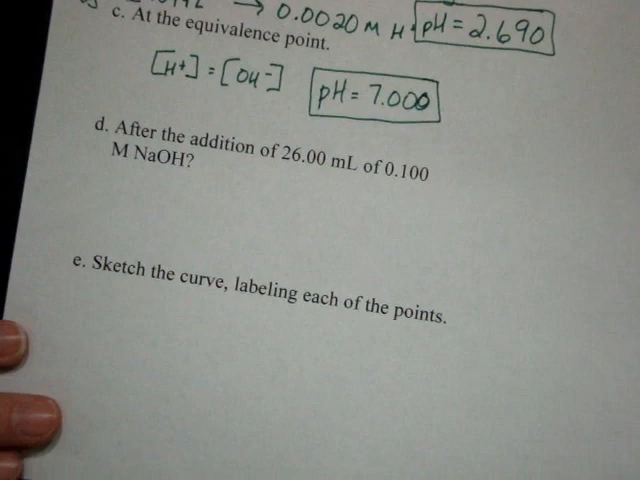 → 0.0020 M H⁺ pH = 2.690
c. At the equivalence point.
[H⁺] = [OH⁻] pH = 7.000
d. After the addition of 26.00 mL of 0.100
M NaOH?
e. Sketch the curve, labeling each of the points.